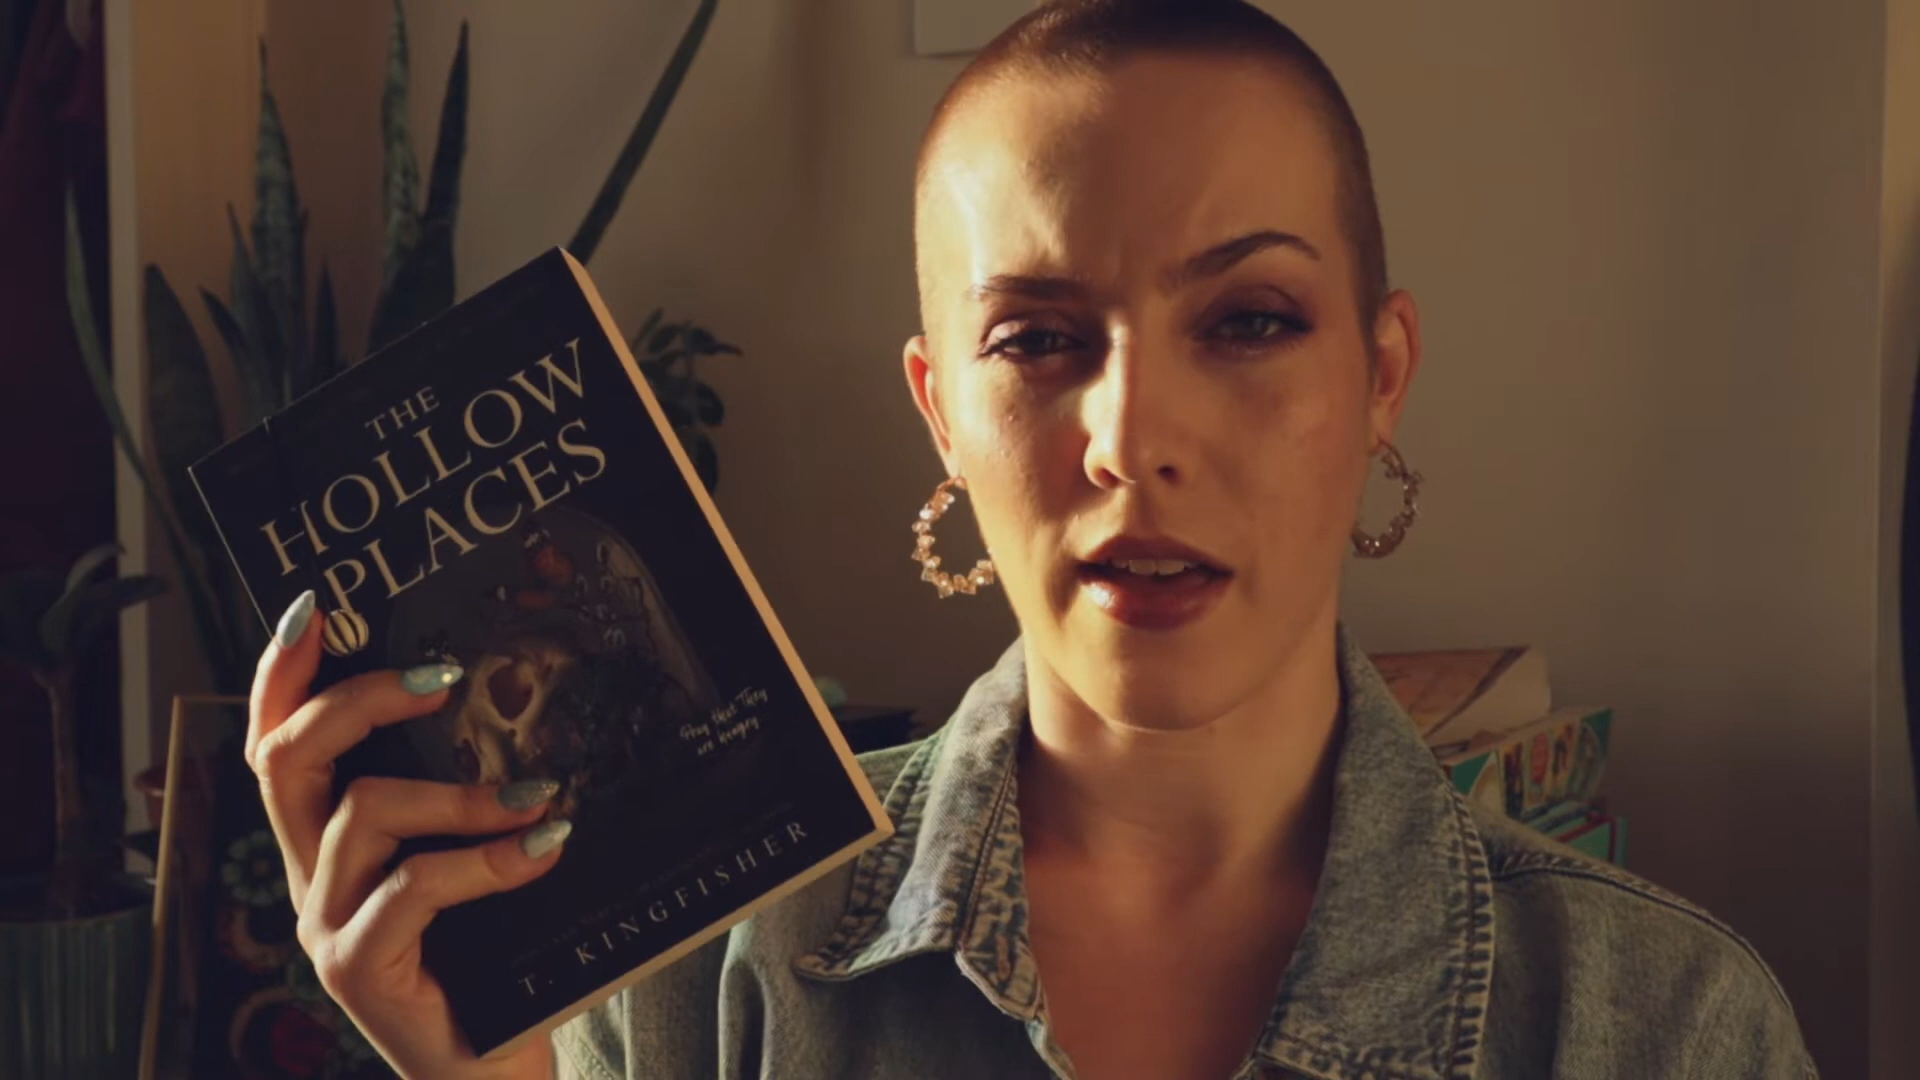 THE
HOLLOW
PLACES
Pray that They
are Hungry.
T. KINGFISHER